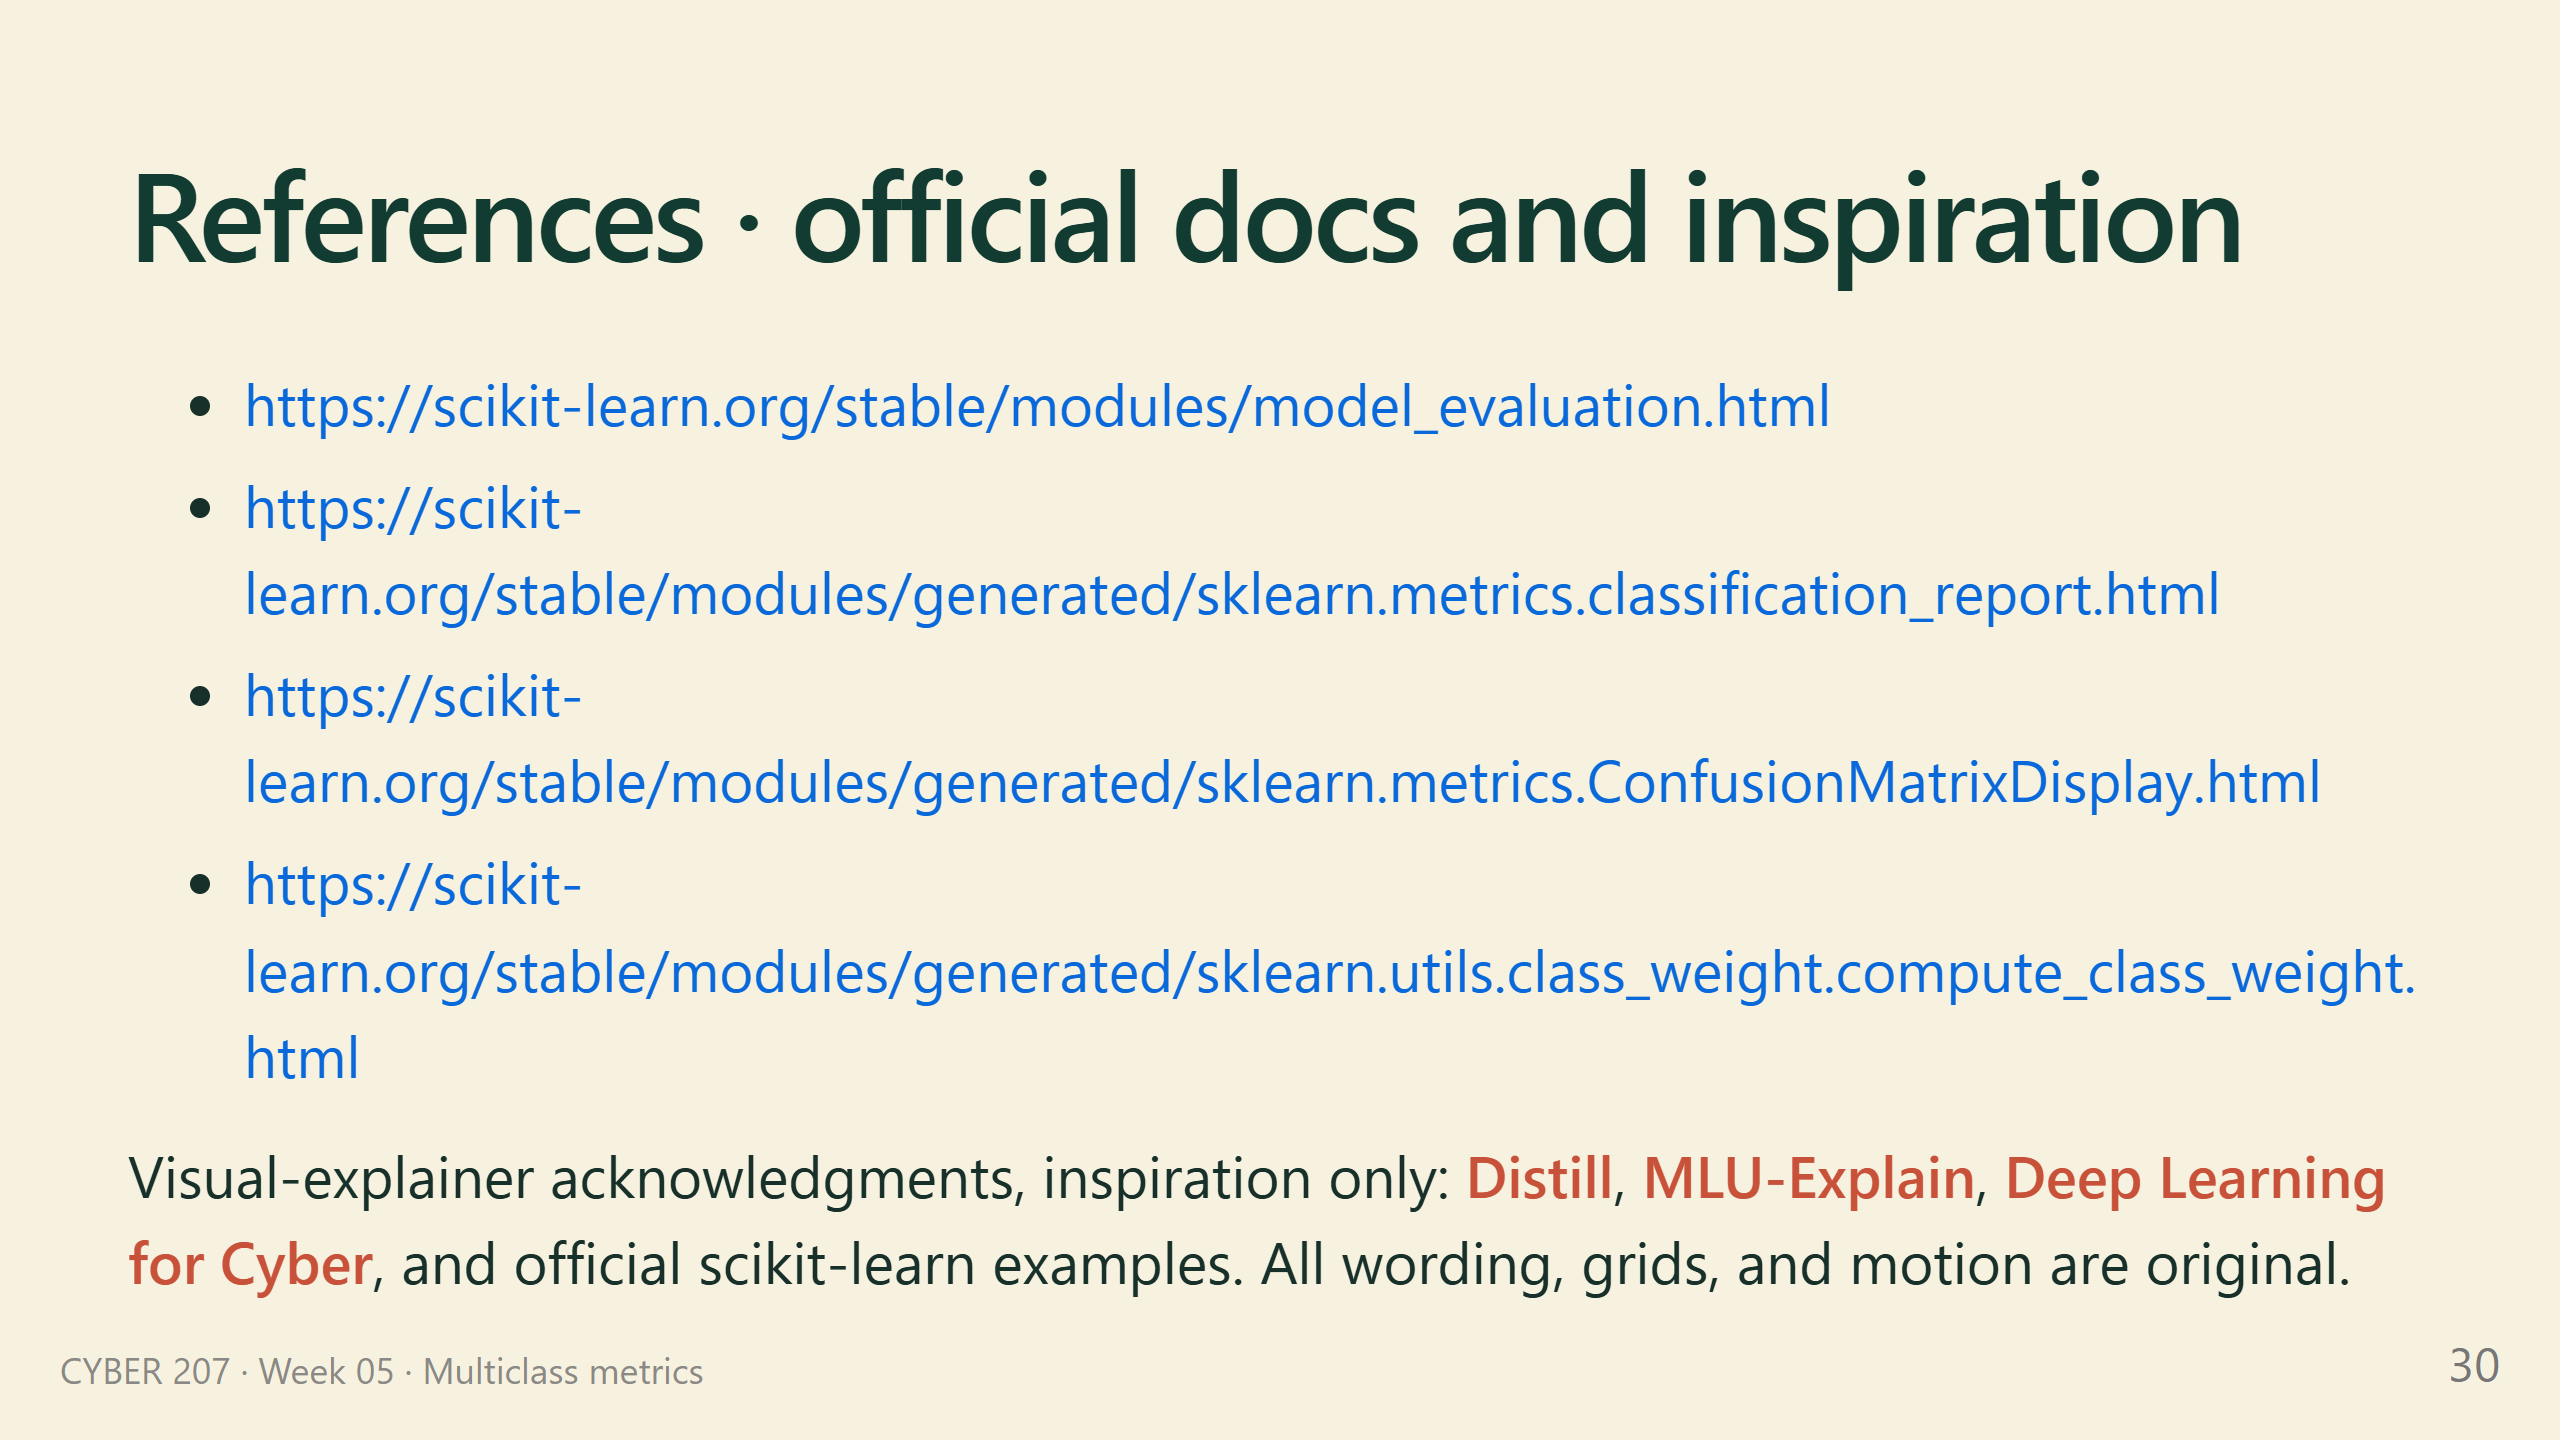 References · official docs and inspiration
• https://scikit-learn.org/stable/modules/model_evaluation.html
• https://scikit-
learn.org/stable/modules/generated/sklearn.metrics.classification_report.html
• https://scikit-
learn.org/stable/modules/generated/sklearn.metrics.ConfusionMatrixDisplay.html
• https://scikit-
learn.org/stable/modules/generated/sklearn.utils.class_weight.compute_class_weight.
html
Visual-explainer acknowledgments, inspiration only: Distill, MLU-Explain, Deep Learning
for Cyber, and official scikit-learn examples. All wording, grids, and motion are original.
CYBER 207 · Week 05 · Multiclass metrics
30